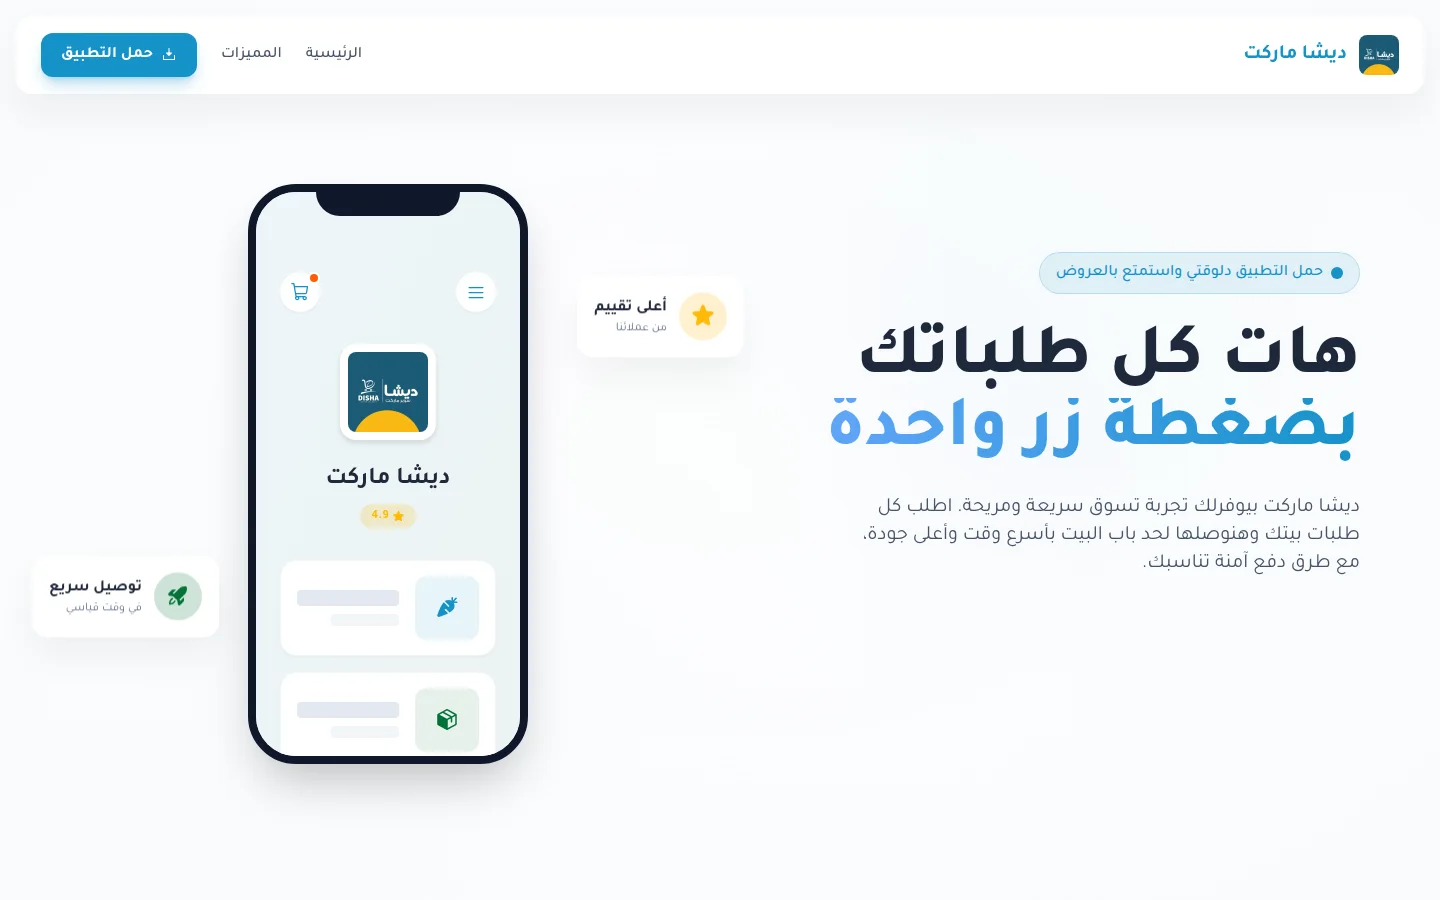 ديشا
DISHA
ديشا ماركت
الرئيسية
المميزات
حمل التطبيق
حمل التطبيق دلوقتي واستمتع بالعروض
هات كل طلباتك
بضغطة زر واحدة
ديشا ماركت بيوفرلك تجربة تسوق سريعة ومريحة. اطلب كل
طلبات بيتك وهنوصلها لحد باب البيت بأسرع وقت وأعلى جودة،
مع طرق دفع آمنة تناسبك.
أعلى تقييم
من عملائنا
ديشا
DISHA
ديشا ماركت
4.9
توصيل سريع
في وقت قياسي